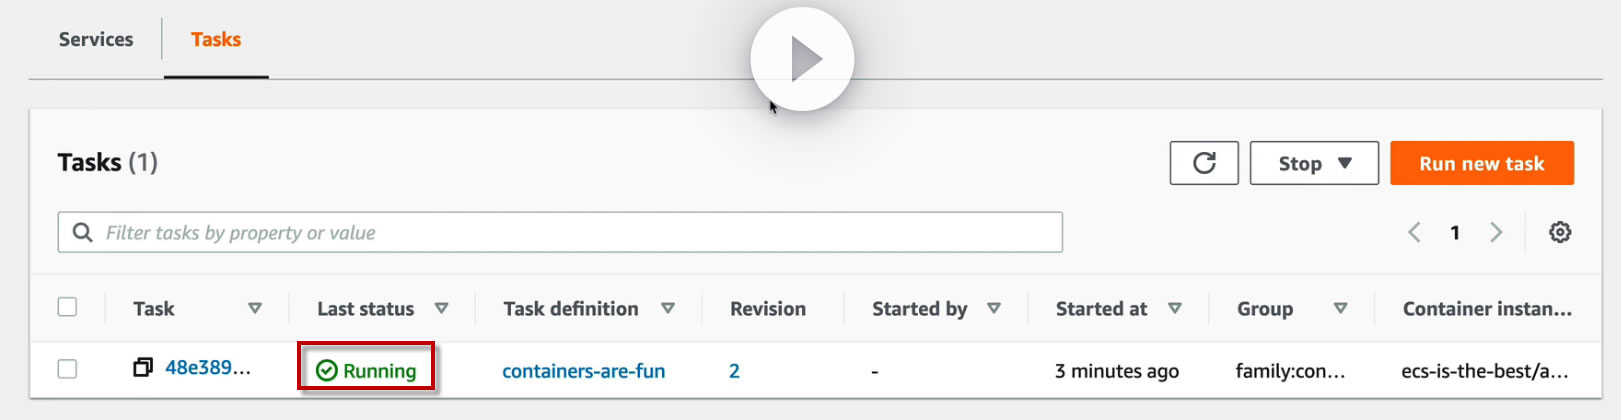 Services Tasks
Tasks (1)
Stop Run new task
Filter tasks by property or value
1
Task Last status Task definition Revision Started by Started at Group Container instan...
48e389... Running containers-are-fun 2 - 3 minutes ago family:con... ecs-is-the-best/a...